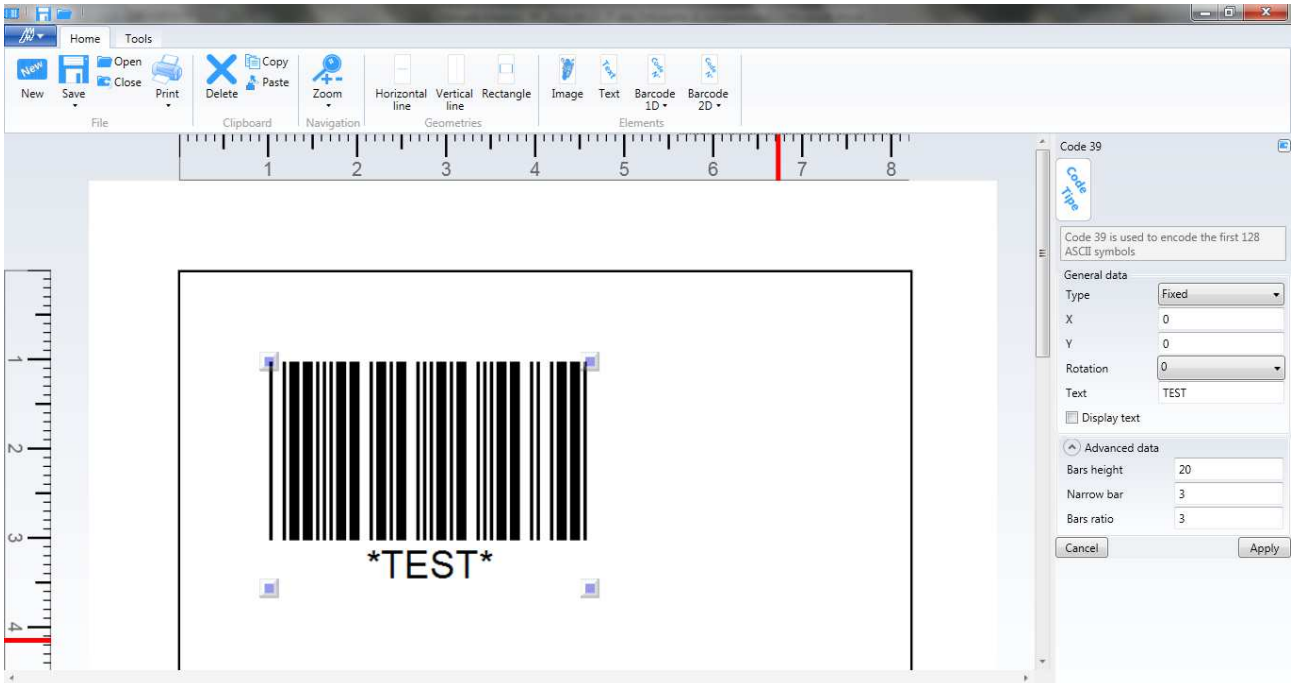 Home Tools
New Save Open Close Print Delete Copy Paste Zoom Horizontal line Vertical line Rectangle Image Text Barcode 1D Barcode 2D
File Clipboard Navigation Geometries Elements
1 2 3 4 5 6 7 8
Code 39
Code Tipe
Code 39 is used to encode the first 128
ASCII symbols
General data
Type Fixed
X 0
Y 0
Rotation 0
Text TEST
Display text
Advanced data
Bars height 20
Narrow bar 3
Bars ratio 3
Cancel Apply
1
2
3
4
*TEST*